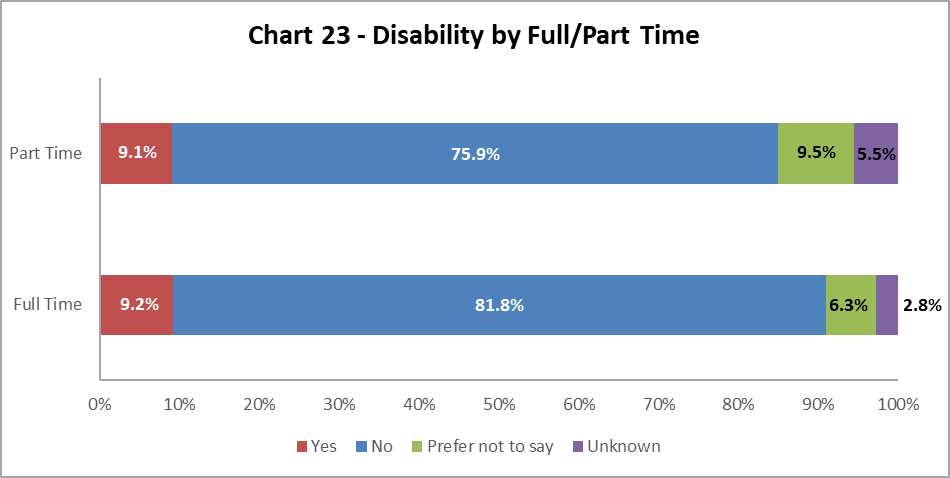 Chart 23 - Disability by Full/Part Time
Part Time 9.1% 75.9% 9.5% 5.5%
Full Time 9.2% 81.8% 6.3% 2.8%
0% 10% 20% 30% 40% 50% 60% 70% 80% 90% 100%
Yes No Prefer not to say Unknown